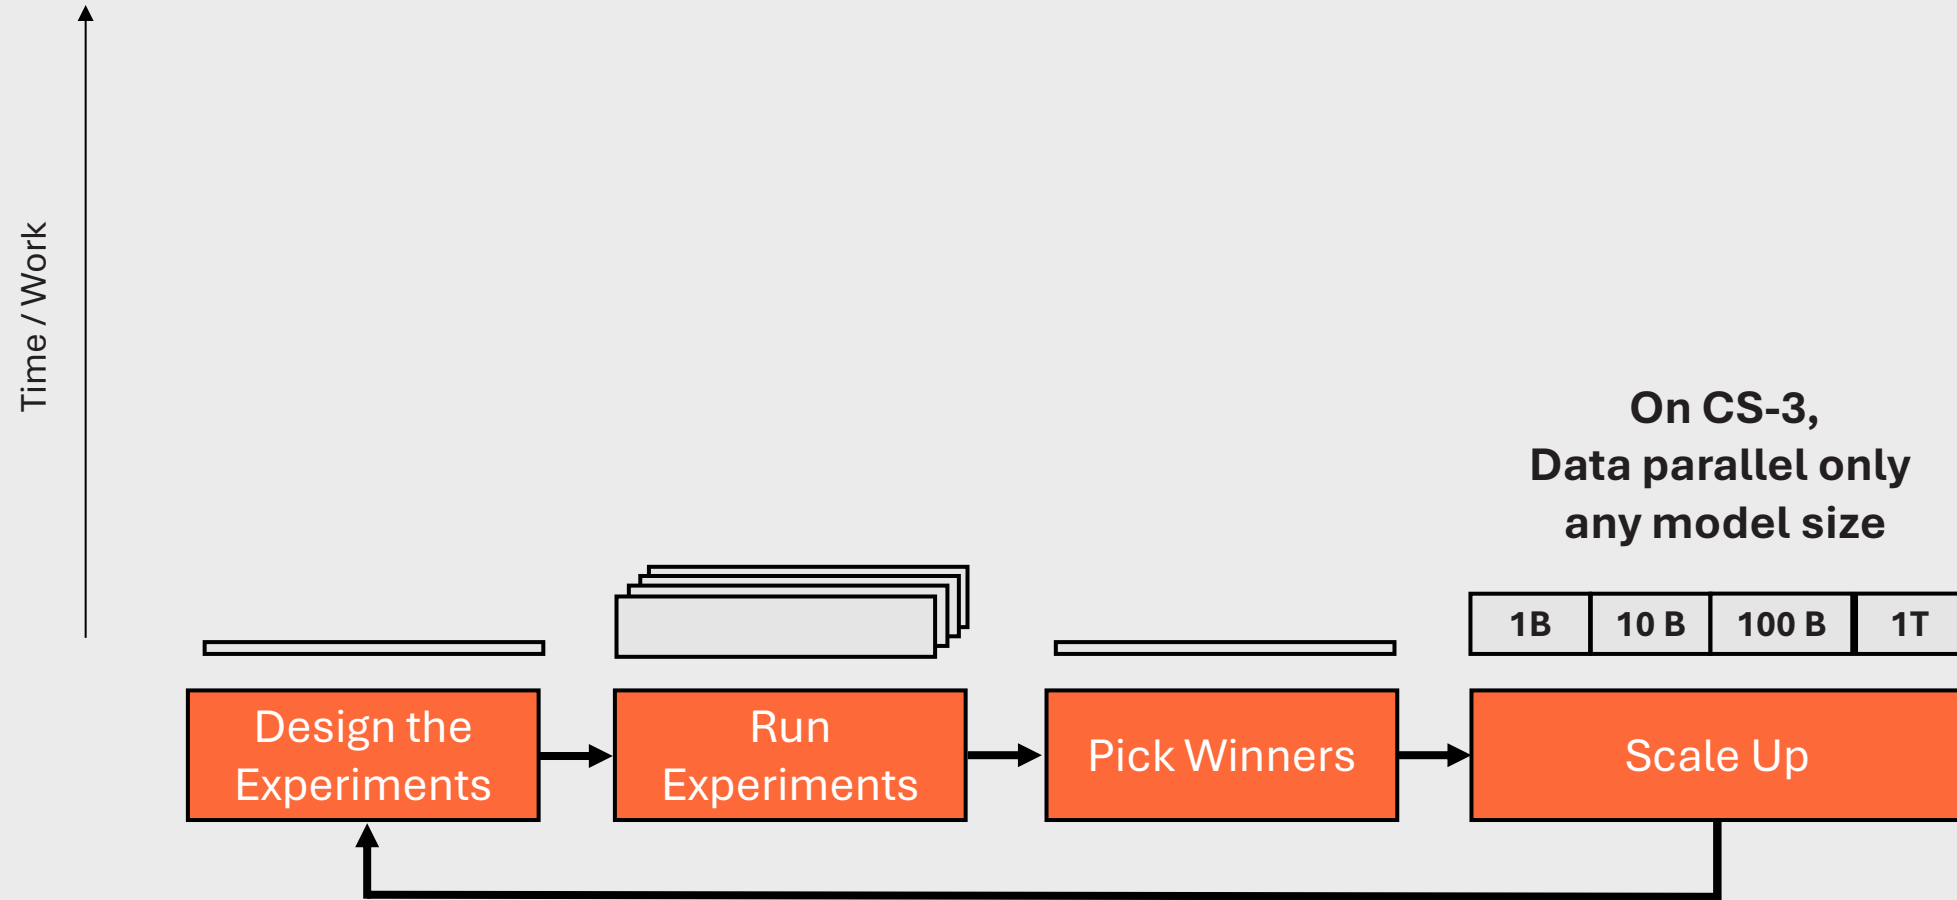 Time / Work
On CS-3,
Data parallel only
any model size
1B 10 B 100 B 1T
Design the
Experiments
Run
Experiments
Pick Winners
Scale Up